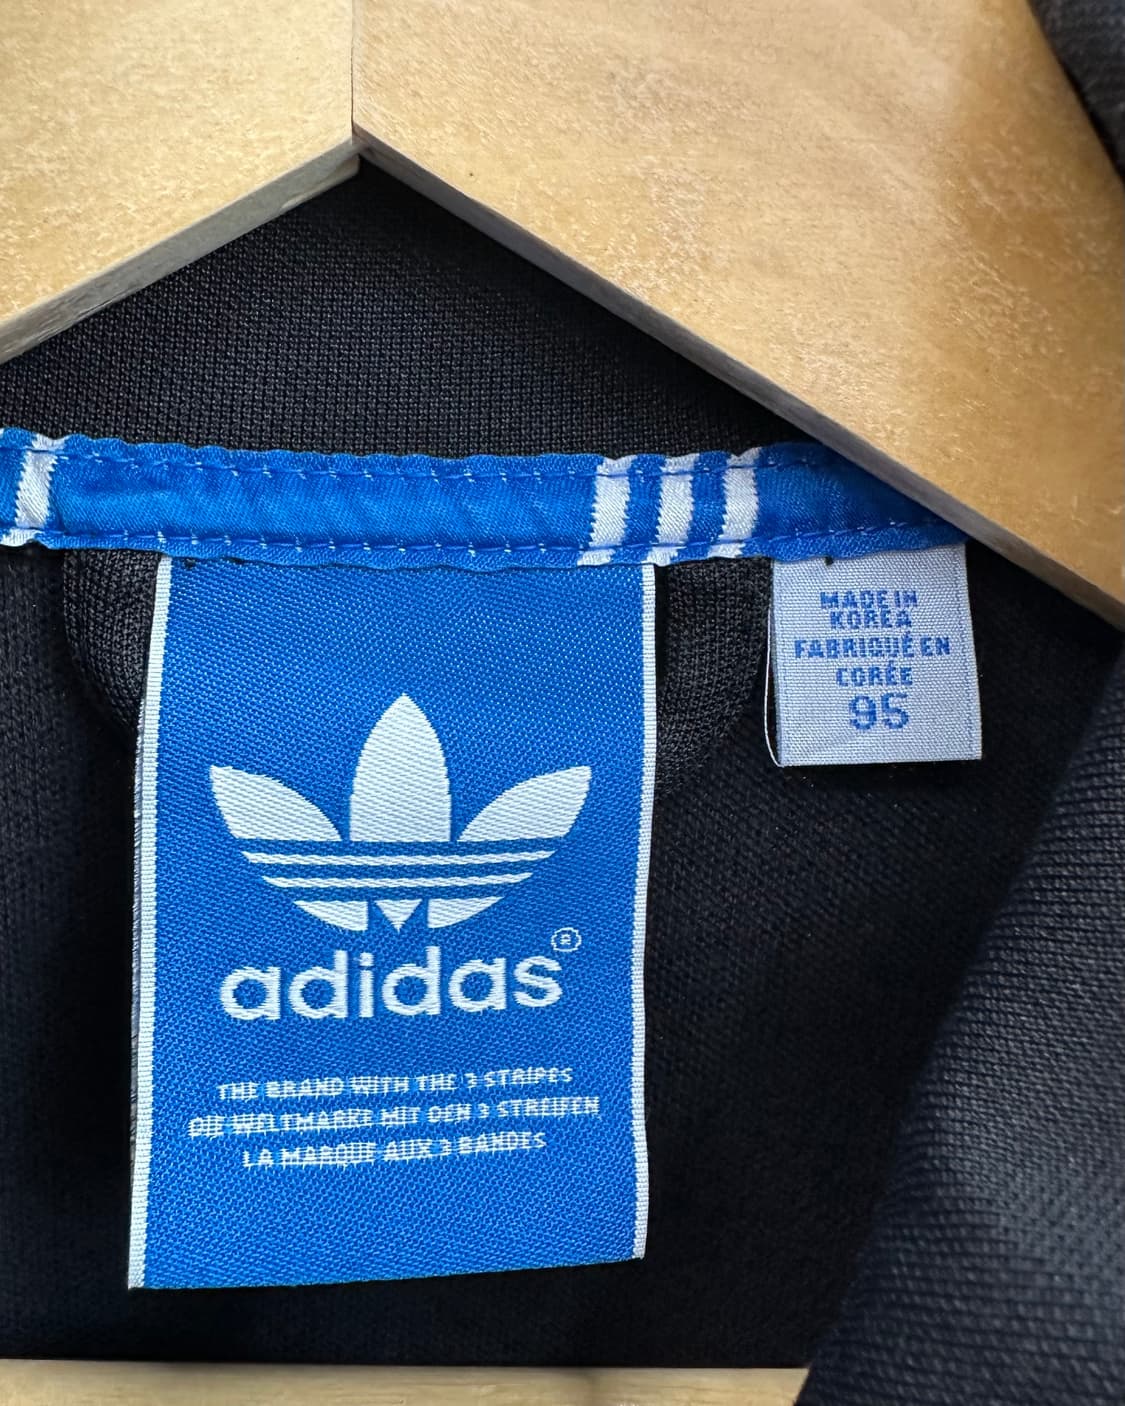 adidas®
THE BRAND WITH THE 3 STRIPES
DIE WELTMARKE MIT DEN 3 STREIFEN
LA MARQUE AUX 3 BANDES
MADE IN
KOREA
FABRIQUÉ EN
CORÉE
95